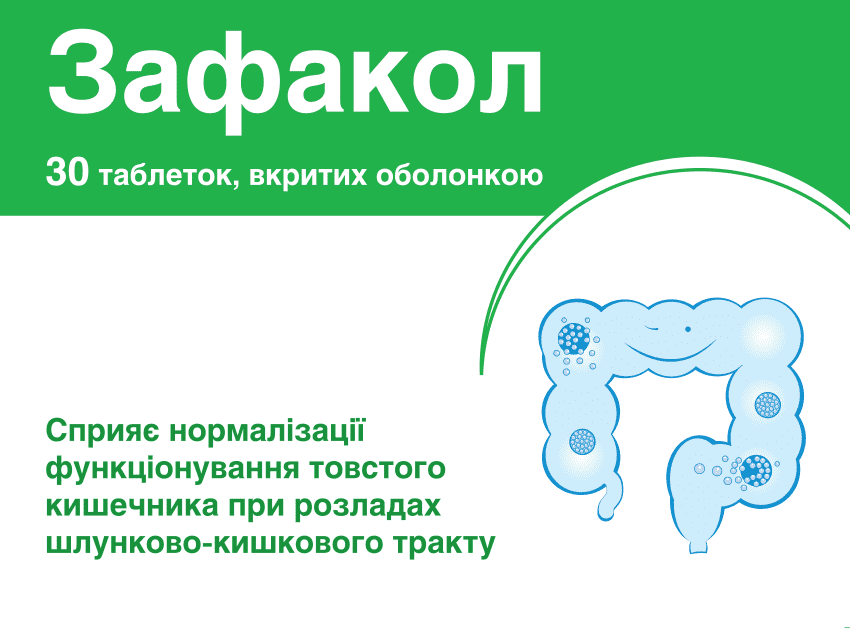 Зафакол
30 таблеток, вкритих оболонкою
Сприяє нормалізації
функціонування товстого
кишечника при розладах
шлунково-кишкового тракту